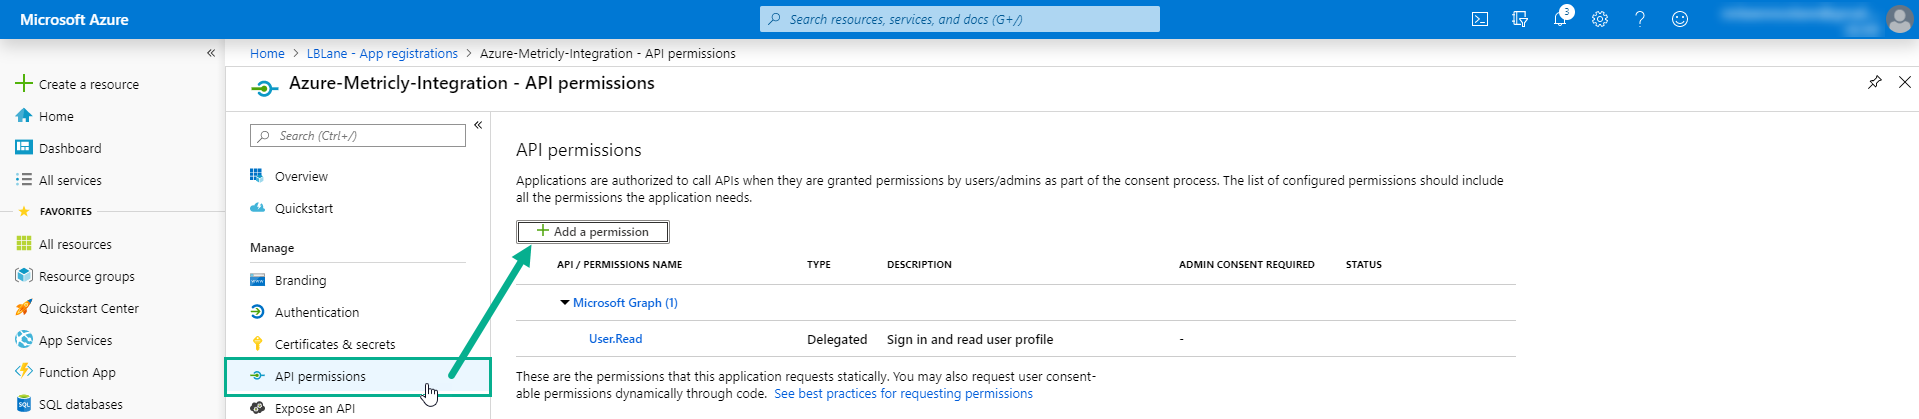 Microsoft Azure
Search resources, services, and docs (G+/)
3
«
Create a resource
Home
Dashboard
All services
FAVORITES
All resources
Resource groups
Quickstart Center
App Services
Function App
SQL databases
Home > LBLane - App registrations > Azure-Metricly-Integration - API permissions
Azure-Metricly-Integration - API permissions
Search (Ctrl+/)
«
Overview
Quickstart
Manage
Branding
Authentication
Certificates & secrets
API permissions
Expose an API
API permissions
Applications are authorized to call APIs when they are granted permissions by users/admins as part of the consent process. The list of configured permissions should include
all the permissions the application needs.
Add a permission
API / PERMISSIONS NAME TYPE DESCRIPTION ADMIN CONSENT REQUIRED STATUS
Microsoft Graph (1)
User.Read Delegated Sign in and read user profile -
These are the permissions that this application requests statically. You may also request user consent-
able permissions dynamically through code. See best practices for requesting permissions